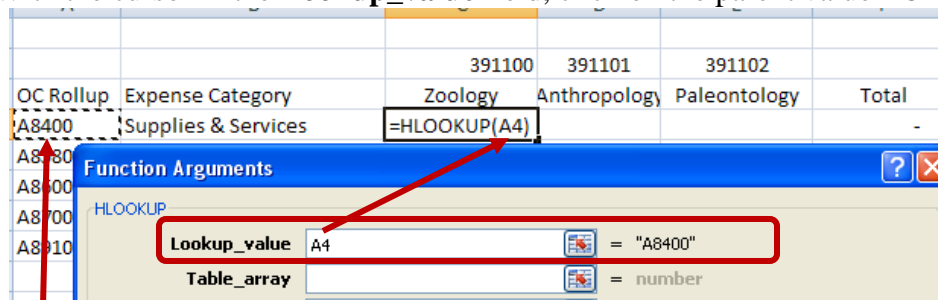 391100 391101 391102
OC Rollup Expense Category Zoology Anthropology Paleontology Total
A8400 Supplies & Services =HLOOKUP(A4) -
Function Arguments
HLOOKUP
Lookup_value A4 = "A8400"
Table_array = number